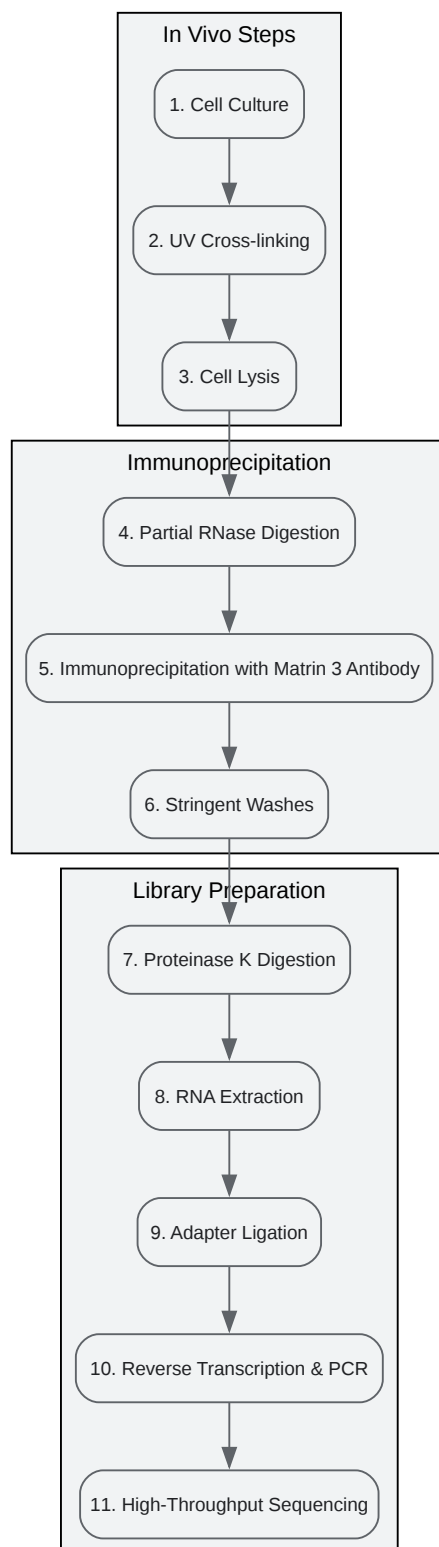 In Vivo Steps
1. Cell Culture
2. UV Cross-linking
3. Cell Lysis
Immunoprecipitation
4. Partial RNase Digestion
5. Immunoprecipitation with Matrin 3 Antibody
6. Stringent Washes
Library Preparation
7. Proteinase K Digestion
8. RNA Extraction
9. Adapter Ligation
10. Reverse Transcription & PCR
11. High-Throughput Sequencing